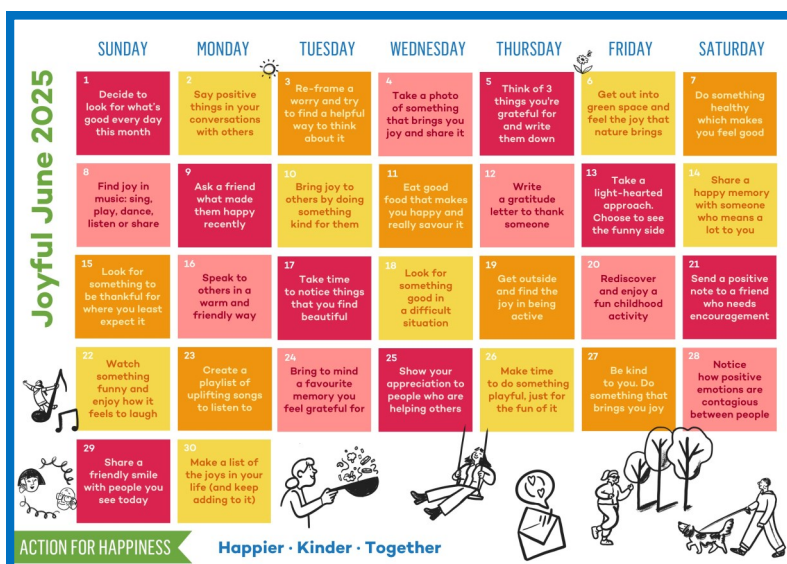 Joyful June 2025
SUNDAY
MONDAY
TUESDAY
WEDNESDAY
THURSDAY
FRIDAY
SATURDAY
1
Decide to
look for what's
good every day
this month
2
Say positive
things in your
conversations
with others
3
Re-frame a
worry and try
to find a helpful
way to think
about it
4
Take a photo
of something
that brings you
joy and share it
5
Think of 3
things you're
grateful for
and write
them down
6
Get out into
green space and
feel the joy that
nature brings
7
Do something
healthy
which makes
you feel good
8
Find joy in
music: sing,
play, dance,
listen or share
9
Ask a friend
what made
them happy
recently
10
Bring joy to
others by doing
something
kind for them
11
Eat good
food that makes
you happy and
really savour it
12
Write
a gratitude
letter to thank
someone
13
Take a
light-hearted
approach.
Choose to see
the funny side
14
Share a
happy memory
with someone
who means a
lot to you
15
Look for
something to
be thankful for
where you least
expect it
16
Speak to
others in a
warm and
friendly way
17
Take time
to notice things
that you find
beautiful
18
Look for
something
good in
a difficult
situation
19
Get outside
and find the
joy in being
active
20
Rediscover
and enjoy a
fun childhood
activity
21
Send a positive
note to a friend
who needs
encouragement
22
Watch
something
funny and
enjoy how it
feels to laugh
23
Create a
playlist of
uplifting songs
to listen to
24
Bring to mind
a favourite
memory you
feel grateful for
25
Show your
appreciation to
people who are
helping others
26
Make time
to do something
playful, just for
the fun of it
27
Be kind
to you. Do
something that
brings you joy
28
Notice
how positive
emotions are
contagious
between people
29
Share a
friendly smile
with people you
see today
30
Make a list of
the joys in your
life (and keep
adding to it)
ACTION FOR HAPPINESS
Happier · Kinder · Together